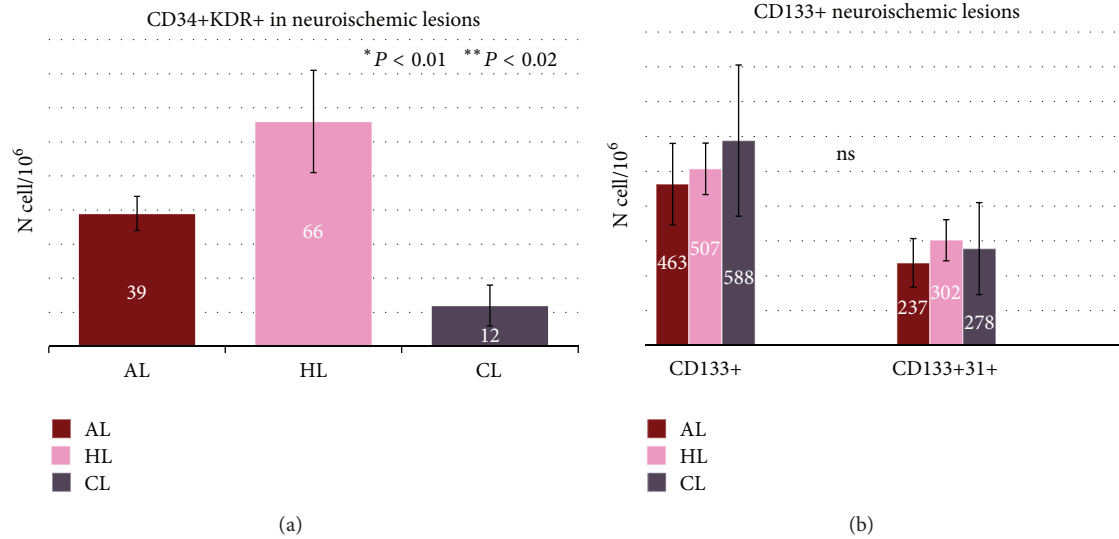 CD34+KDR+ in neuroischemic lesions
*P < 0.01 **P < 0.02
N cell/10^6
39
66
12
AL HL CL
AL
HL
CL
(a)
CD133+ neuroischemic lesions
ns
N cell/10^6
463
507
588
237
302
278
CD133+ CD133+31+
AL
HL
CL
(b)